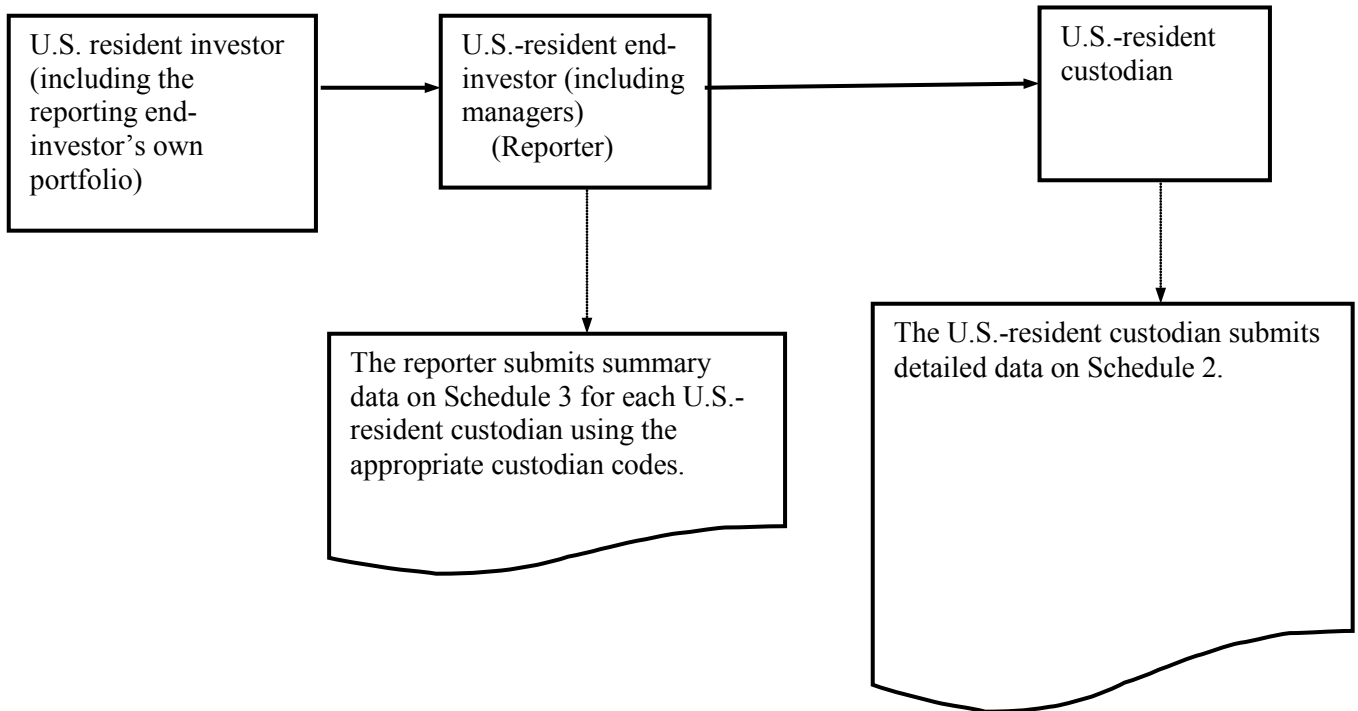 U.S. resident investor
(including the
reporting end-
investor’s own
portfolio)
U.S.-resident end-
investor (including
managers)
(Reporter)
U.S.-resident
custodian
The reporter submits summary
data on Schedule 3 for each U.S.-
resident custodian using the
appropriate custodian codes.
The U.S.-resident custodian submits
detailed data on Schedule 2.